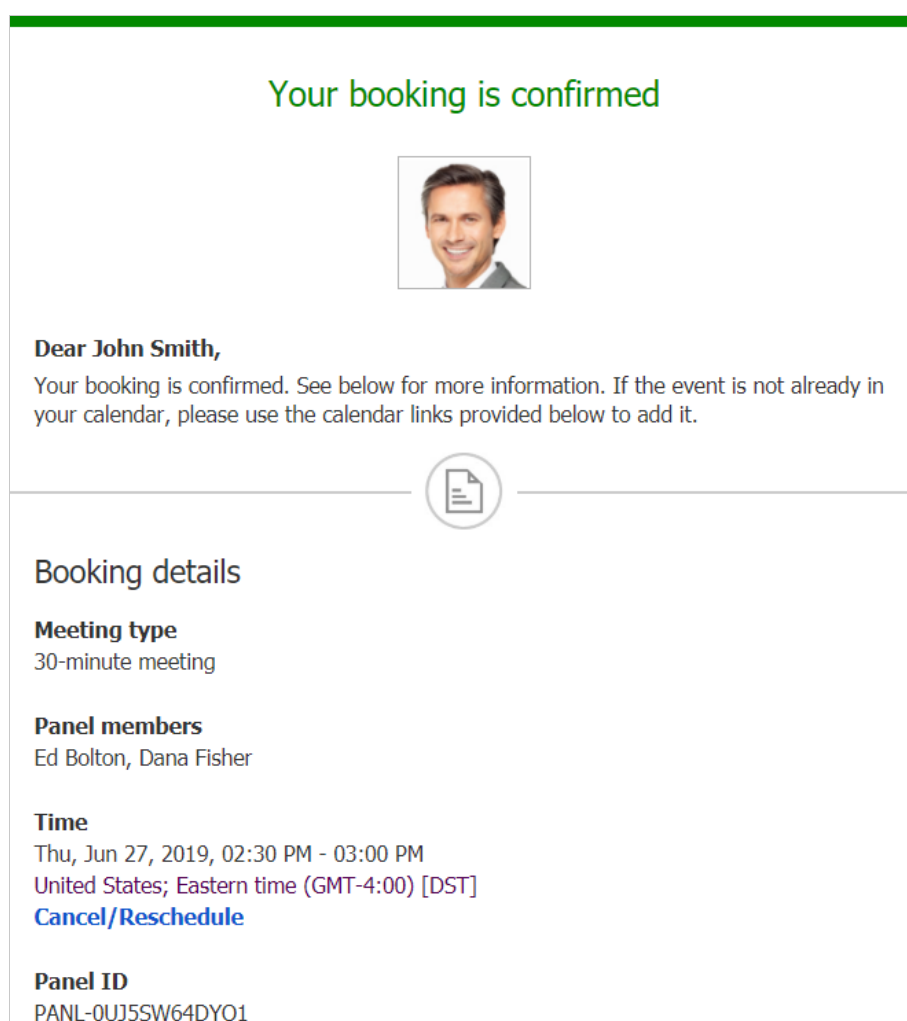 Your booking is confirmed
Dear John Smith,
Your booking is confirmed. See below for more information. If the event is not already in
your calendar, please use the calendar links provided below to add it.
Booking details
Meeting type
30-minute meeting
Panel members
Ed Bolton, Dana Fisher
Time
Thu, Jun 27, 2019, 02:30 PM - 03:00 PM
United States; Eastern time (GMT-4:00) [DST]
Cancel/Reschedule
Panel ID
PANL-0UJ5SW64DYO1